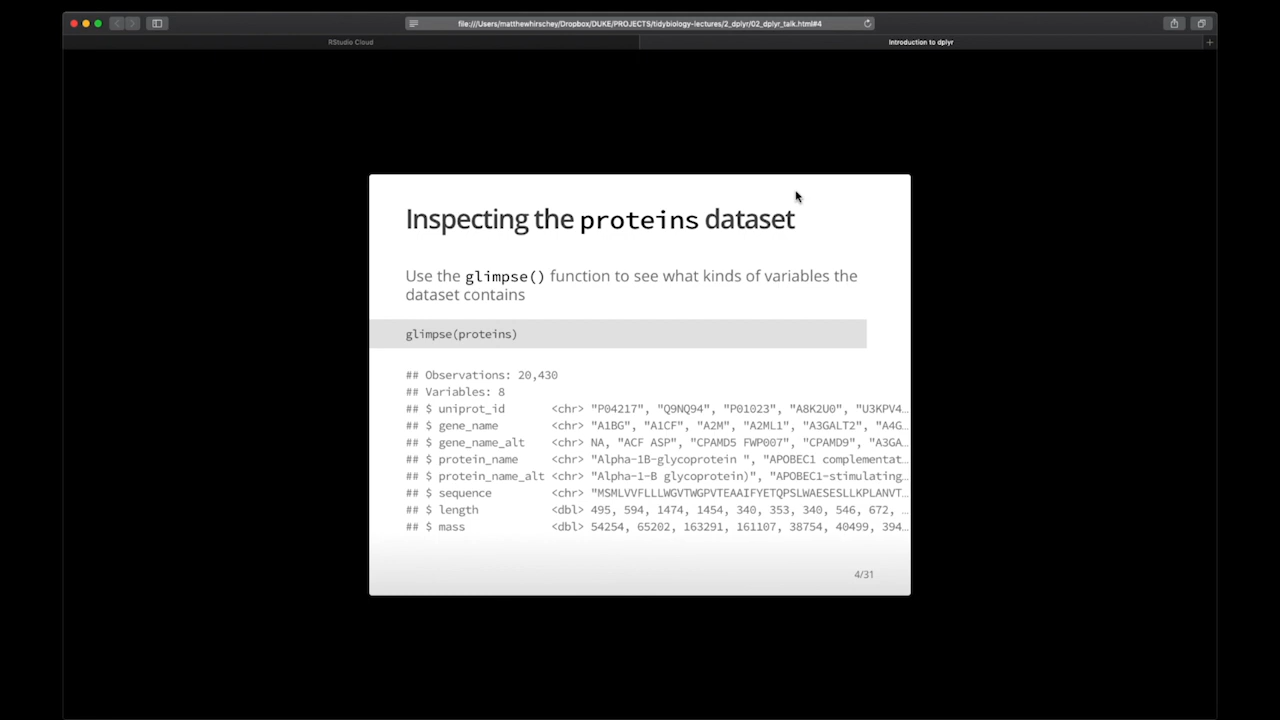 file:///Users/matthewhirschey/Dropbox/DUKE/PROJECTS/tidybiology-lectures/2_dplyr/02_dplyr_talk.html#4
RStudio Cloud
Introduction to dplyr
Inspecting the proteins dataset
Use the glimpse() function to see what kinds of variables the
dataset contains
glimpse(proteins)
## Observations: 20,430
## Variables: 8
## $ uniprot_id <chr> "P04217", "Q9NQ94", "P01023", "A8K2U0", "U3KPV4…
## $ gene_name <chr> "A1BG", "A1CF", "A2M", "A2ML1", "A3GALT2", "A4G…
## $ gene_name_alt <chr> NA, "ACF ASP", "CPAMD5 FWP007", "CPAMD9", "A3GA…
## $ protein_name <chr> "Alpha-1B-glycoprotein ", "APOBEC1 complementat…
## $ protein_name_alt <chr> "Alpha-1-B glycoprotein)", "APOBEC1-stimulating…
## $ sequence <chr> "MSMLVVFLLLWGVTWGPVTEAAIFYETQPSLWAESESLLKPLANVT…
## $ length <dbl> 495, 594, 1474, 1454, 340, 353, 340, 546, 672, …
## $ mass <dbl> 54254, 65202, 163291, 161107, 38754, 40499, 394…
4/31